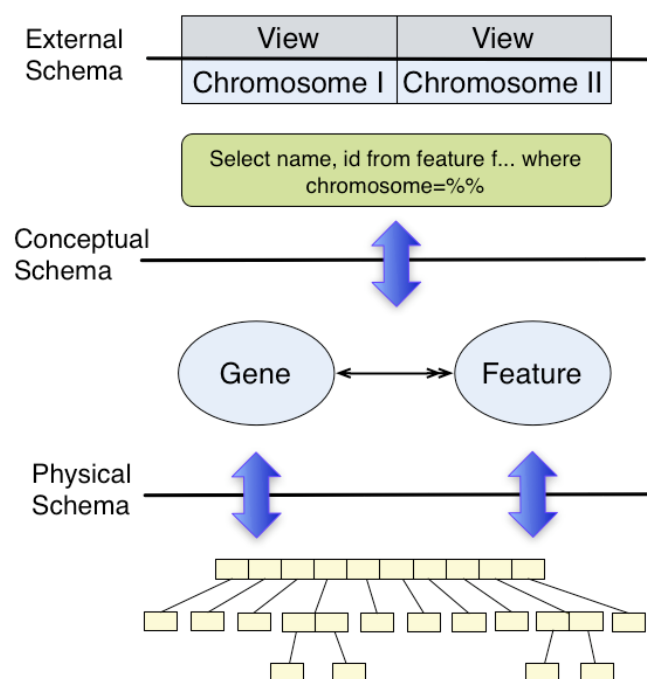 External
Schema
View
View
Chromosome I
Chromosome II
Select name, id from feature f... where
chromosome=%%
Conceptual
Schema
Gene
Feature
Physical
Schema